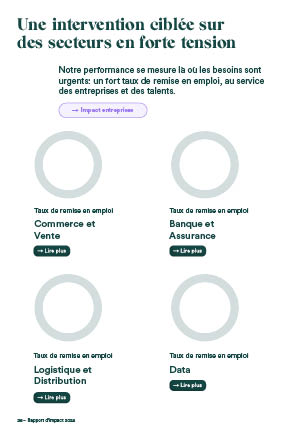 Une intervention ciblée sur
des secteurs en forte tension
Notre performance se mesure là où les besoins sont
urgents: un fort taux de remise en emploi, au service
des entreprises et des talents.
→ Impact entreprises
Taux de remise en emploi
Commerce et
Vente
→ Lire plus
Taux de remise en emploi
Banque et
Assurance
→ Lire plus
Taux de remise en emploi
Logistique et
Distribution
→ Lire plus
Taux de remise en emploi
Data
→ Lire plus
— Rapport d'impact